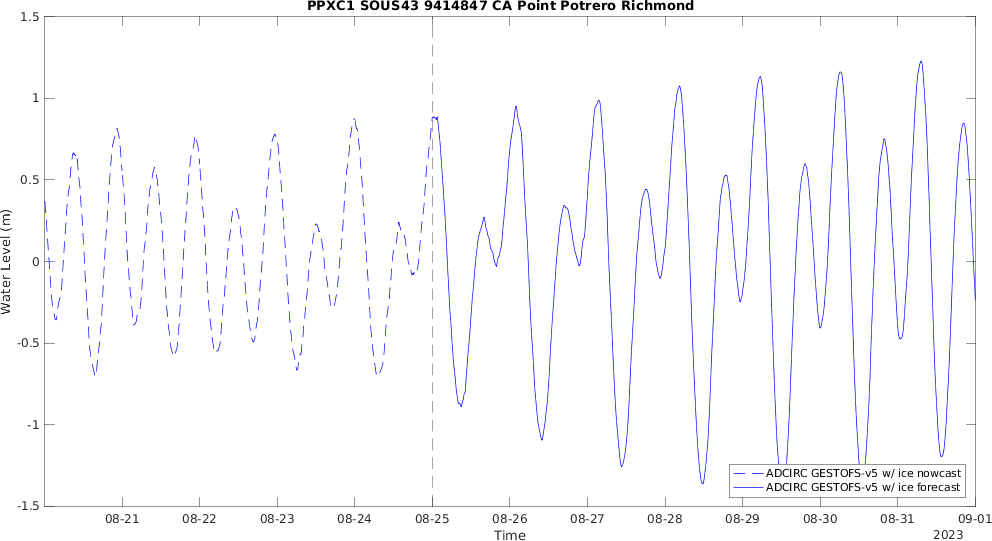 PPXC1 SOUS43 9414847 CA Point Potrero Richmond
1.5
1
0.5
0
-0.5
-1
-1.5
Water Level (m)
ADCIRC GESTOFS-v5 w/ ice nowcast
ADCIRC GESTOFS-v5 w/ ice forecast
08-21 08-22 08-23 08-24 08-25 08-26 08-27 08-28 08-29 08-30 08-31 09-01
Time
2023